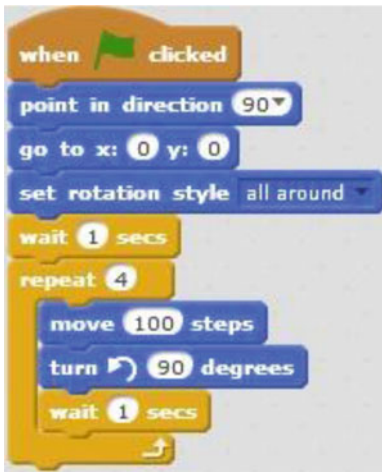 when clicked
point in direction 90
go to x: 0 y: 0
set rotation style all around
wait 1 secs
repeat 4
move 100 steps
turn 90 degrees
wait 1 secs